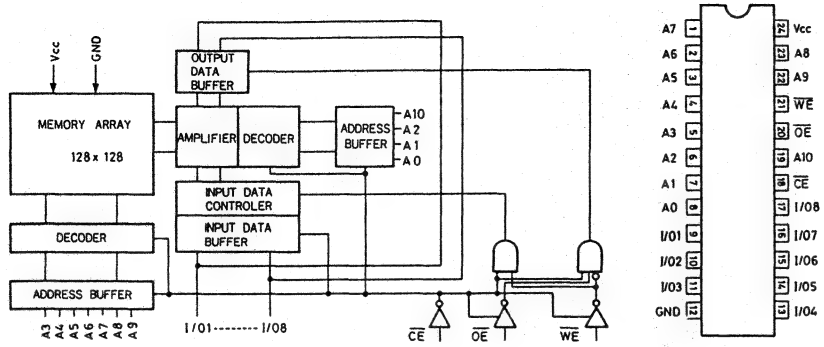 Vcc
GND
MEMORY ARRAY
128 x 128
DECODER
ADDRESS BUFFER
A3 A4 A5 A6 A7 A8 A9
OUTPUT
DATA
BUFFER
AMPLIFIER
DECODER
ADDRESS
BUFFER
A10
A2
A1
A0
INPUT DATA
CONTROLER
INPUT DATA
BUFFER
I/O1 -------- I/O8
CE
OE
WE
A7 1 24 Vcc
A6 2 23 A8
A5 3 22 A9
A4 4 21 WE
A3 5 20 OE
A2 6 19 A10
A1 7 18 CE
A0 8 17 I/O8
I/O1 9 16 I/O7
I/O2 10 15 I/O6
I/O3 11 14 I/O5
GND 12 13 I/O4